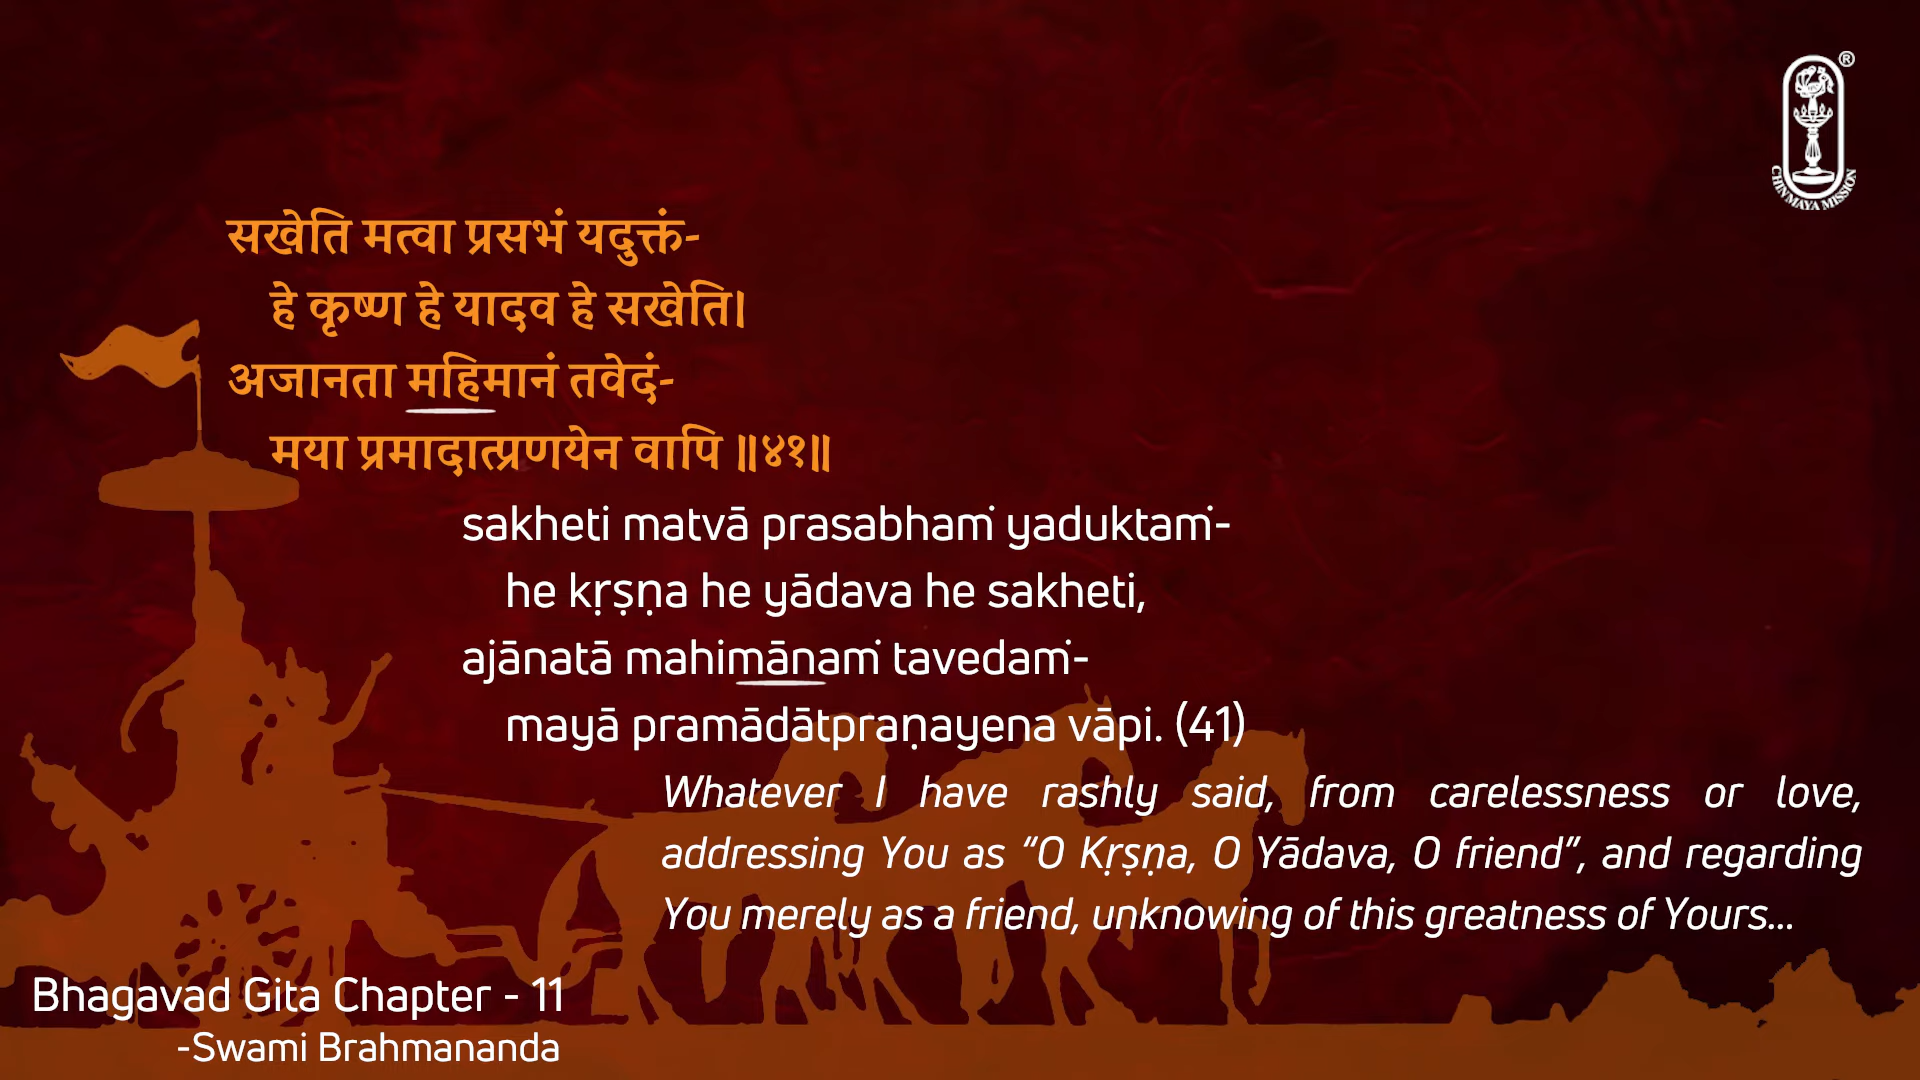 ®
CHINMAYA MISSION
सखेति मत्वा प्रसभं यदुक्तं-
हे कृष्ण हे यादव हे सखेति।
अजानता महिमानं तवेदं-
मया प्रमादात्प्रणयेन वापि ॥४१॥
sakheti matvā prasabhaṁ yaduktaṁ-
he kṛṣṇa he yādava he sakheti,
ajānatā mahimānaṁ tavedaṁ-
mayā pramādātpraṇayena vāpi. (41)
Whatever I have rashly said, from carelessness or love,
addressing You as “O Kṛṣṇa, O Yādava, O friend”, and regarding
You merely as a friend, unknowing of this greatness of Yours...
Bhagavad Gita Chapter - 11
-Swami Brahmananda